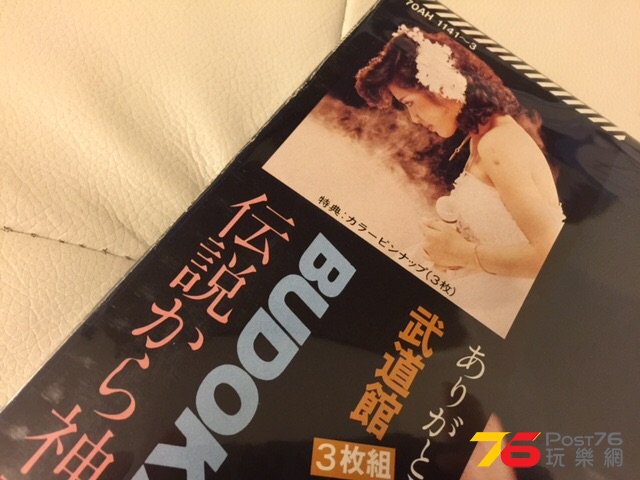 70AH 1141~3
特典:カラーピンナップ(3枚)
BUDOK
伝説から神
武道館
3枚組
ありがと
76 POST76
玩樂網